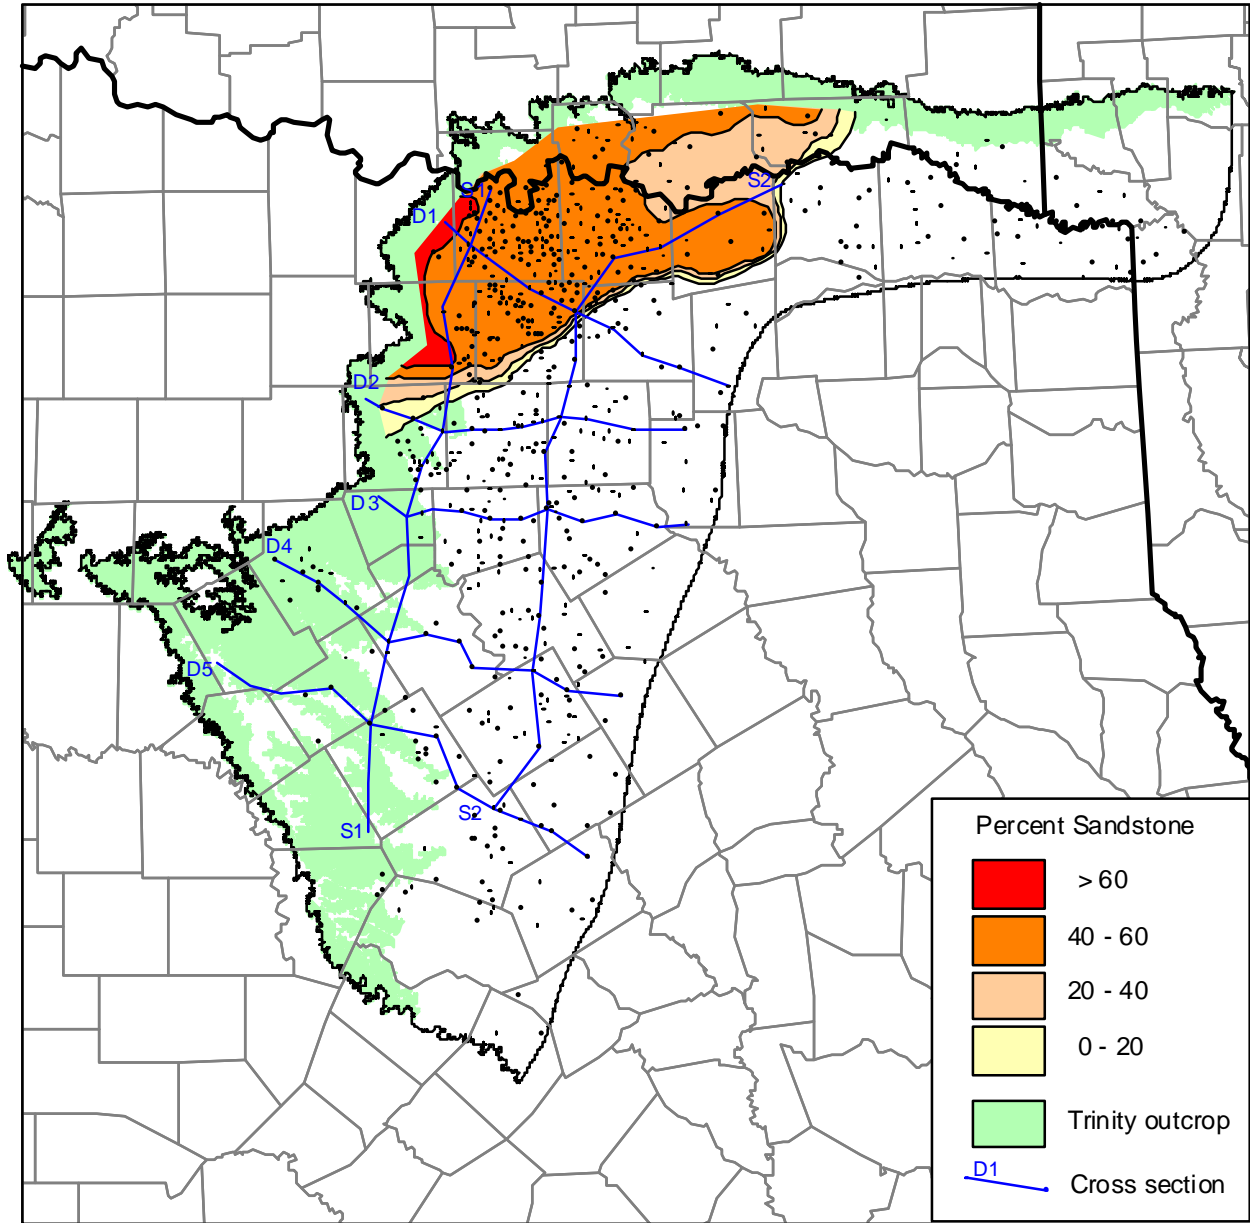 S1
S2
D1
D2
D3
D4
D5
S2
S1
Percent Sandstone
> 60
40 - 60
20 - 40
0 - 20
Trinity outcrop
D1
Cross section